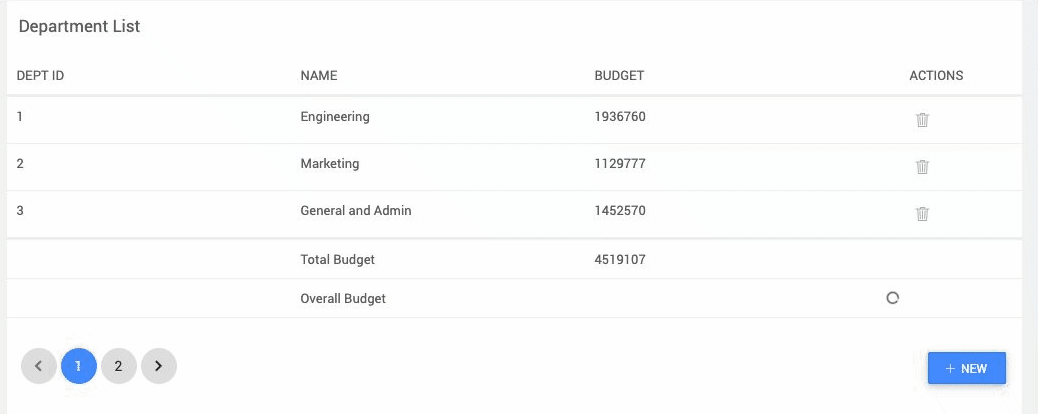 Department List
DEPT ID NAME BUDGET ACTIONS
1 Engineering 1936760
2 Marketing 1129777
3 General and Admin 1452570
Total Budget 4519107
Overall Budget
1 2 + NEW